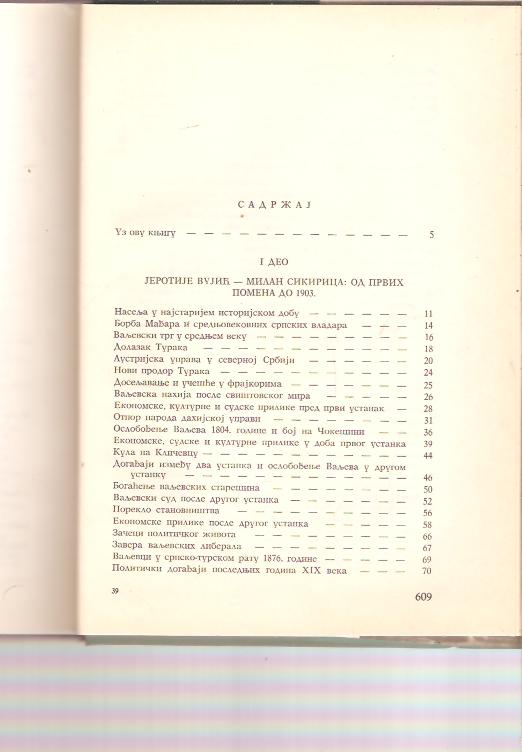 САДРЖАЈ
Уз ову књигу — — — — — — — — — — — — — — 5
I ДЕО
ЈЕРОТИЈЕ ВУЈИЋ — МИЛАН СИКИРИЦА: ОД ПРВИХ
ПОМЕНА ДО 1903.
Насеља у најстаријем историјском добу — — — — — — 11
Борба Мађара и средњовековних српских владара — — — — 14
Ваљевски трг у средњем веку — — — — — — — — — 16
Долазак Турака — — — — — — — — — — — 18
Аустријска управа у северној Србији — — — — — — — 20
Нови продор Турака — — — — — — — — — — — 24
Досељавање и учешће у фрајкорима — — — — — — — 25
Ваљевска нахија после свиштовског мира — — — — — — 26
Економске, културне и судске прилике пред први устанак — — 28
Отпор народа дахијској управи — — — — — — — — 31
Ослобођење Ваљева 1804. године и бој на Чокешини — — — 36
Економске, судске и културне прилике у доба првог устанка 39
Кула на Кличевцу — — — — — — — — — — — 44
Догађаји између два устанка и ослобођење Ваљева у другом
устанку — — — — — — — — — — — — — 46
Богаћење ваљевских старешина — — — — — — — — 50
Ваљевски суд после другог устанка — — — — — — — 52
Порекло становништва — — — — — — — — — — 56
Економске прилике после другог устанка — — — — — — 58
Зачеци политичког живота — — — — — — — — — 66
Завера ваљевских либерала — — — — — — — — — 67
Ваљевци у српско-турском рату 1876. године — — — — — 69
Политички догађаји последњих година XIX века — — — — 70
39
609